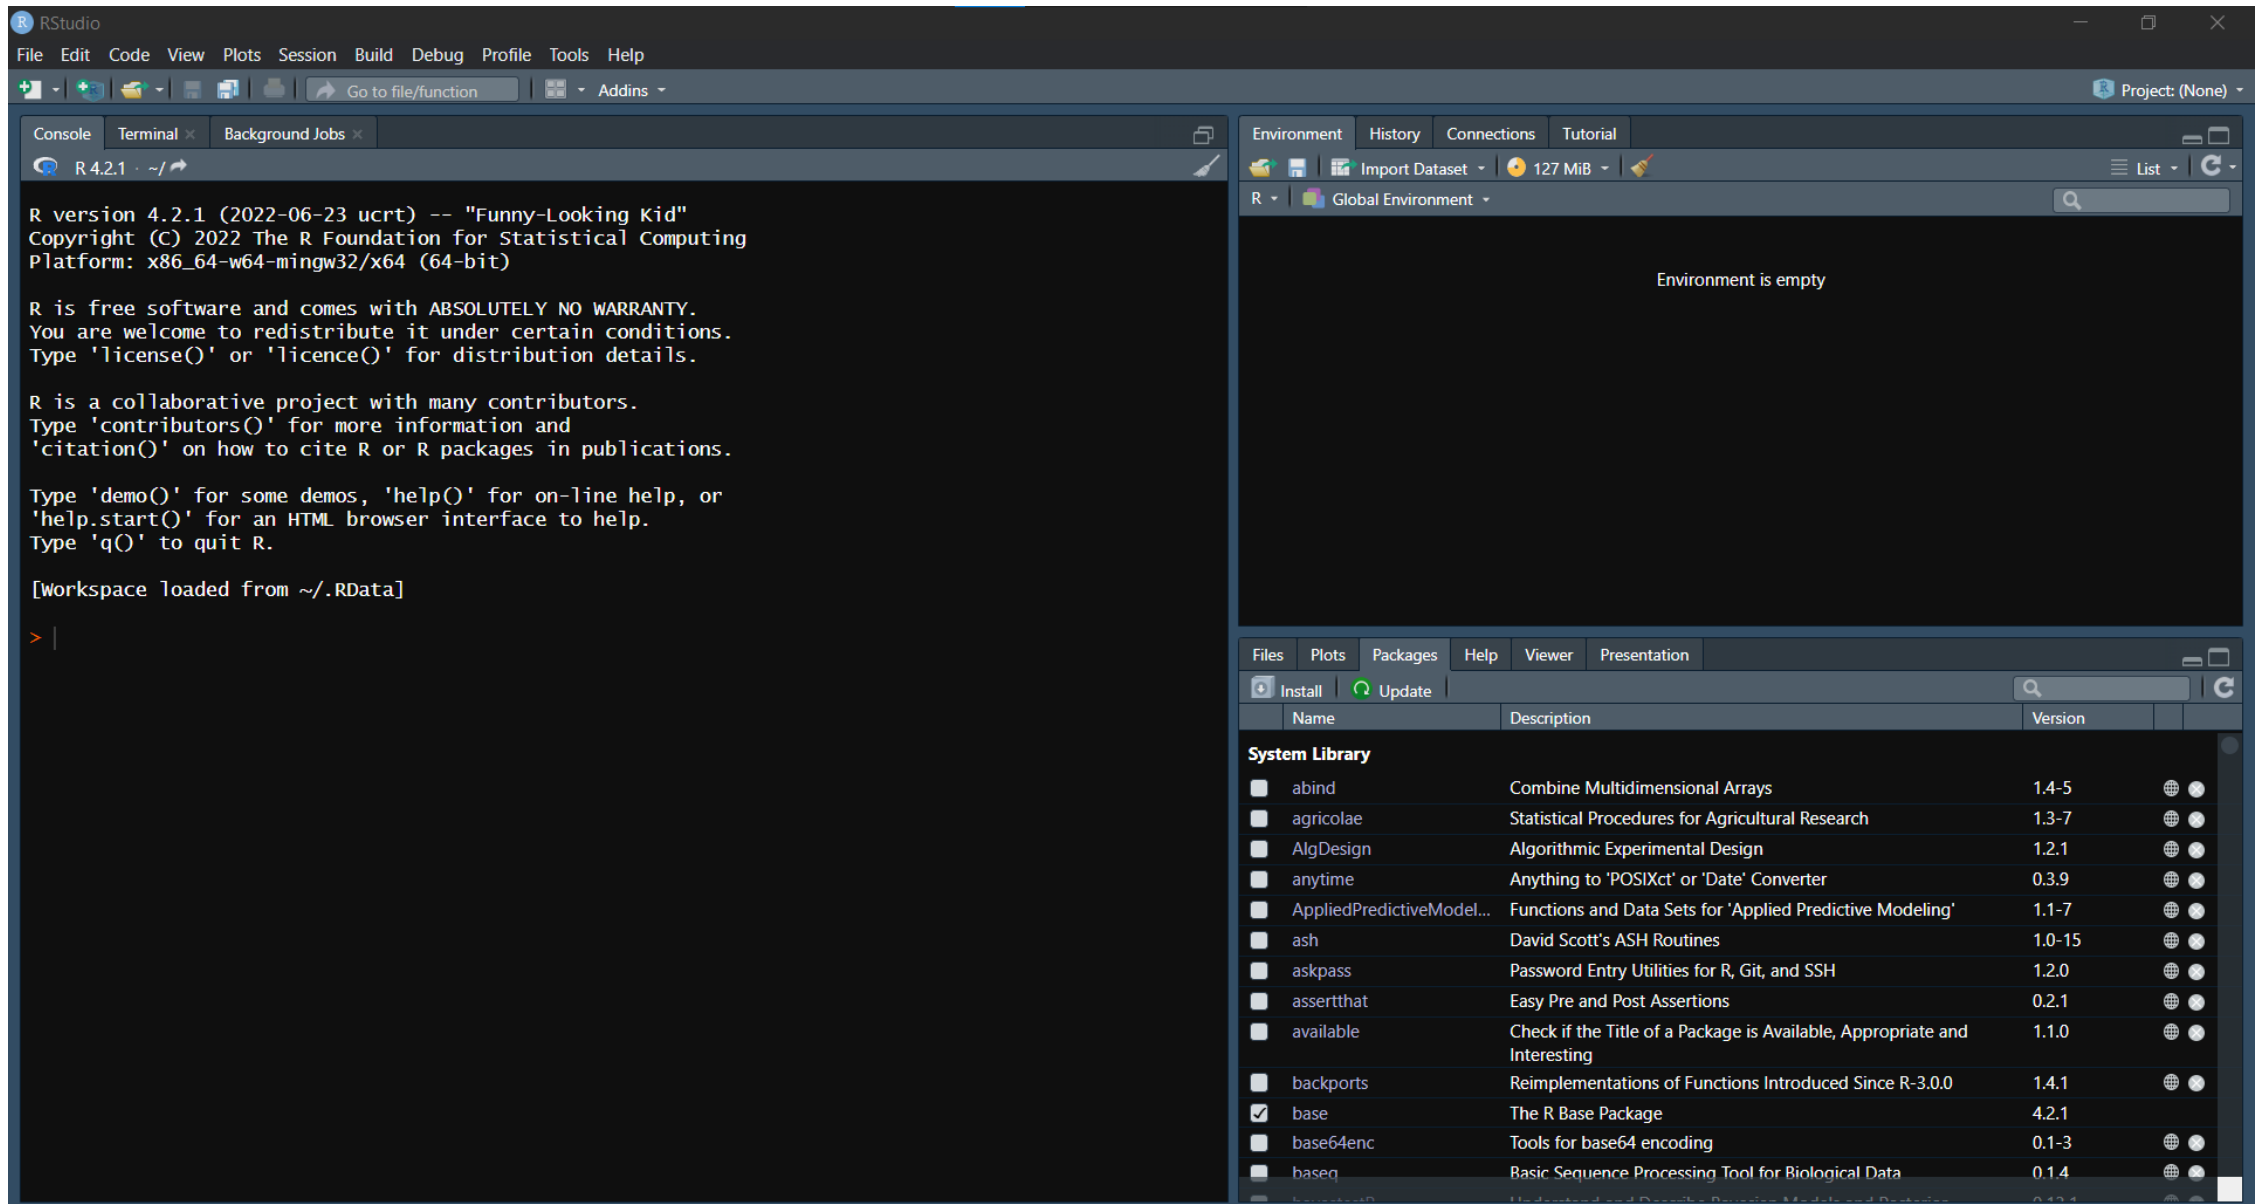 RStudio
File Edit Code View Plots Session Build Debug Profile Tools Help
Go to file/function Addins Project: (None)
Console Terminal Background Jobs
R 4.2.1 · ~/
R version 4.2.1 (2022-06-23 ucrt) -- "Funny-Looking Kid"
Copyright (C) 2022 The R Foundation for Statistical Computing
Platform: x86_64-w64-mingw32/x64 (64-bit)
R is free software and comes with ABSOLUTELY NO WARRANTY.
You are welcome to redistribute it under certain conditions.
Type 'license()' or 'licence()' for distribution details.
R is a collaborative project with many contributors.
Type 'contributors()' for more information and
'citation()' on how to cite R or R packages in publications.
Type 'demo()' for some demos, 'help()' for on-line help, or
'help.start()' for an HTML browser interface to help.
Type 'q()' to quit R.
[Workspace loaded from ~/.RData]
>
Environment History Connections Tutorial
Import Dataset 127 MiB List
R Global Environment
Environment is empty
Files Plots Packages Help Viewer Presentation
Install Update
Name Description Version
System Library
abind Combine Multidimensional Arrays 1.4-5
agricolae Statistical Procedures for Agricultural Research 1.3-7
AlgDesign Algorithmic Experimental Design 1.2.1
anytime Anything to 'POSIXct' or 'Date' Converter 0.3.9
AppliedPredictiveModel... Functions and Data Sets for 'Applied Predictive Modeling' 1.1-7
ash David Scott's ASH Routines 1.0-15
askpass Password Entry Utilities for R, Git, and SSH 1.2.0
assertthat Easy Pre and Post Assertions 0.2.1
available Check if the Title of a Package is Available, Appropriate and 1.1.0
Interesting
backports Reimplementations of Functions Introduced Since R-3.0.0 1.4.1
base The R Base Package 4.2.1
base64enc Tools for base64 encoding 0.1-3
baseq Basic Sequence Processing Tool for Biological Data 0.1.4